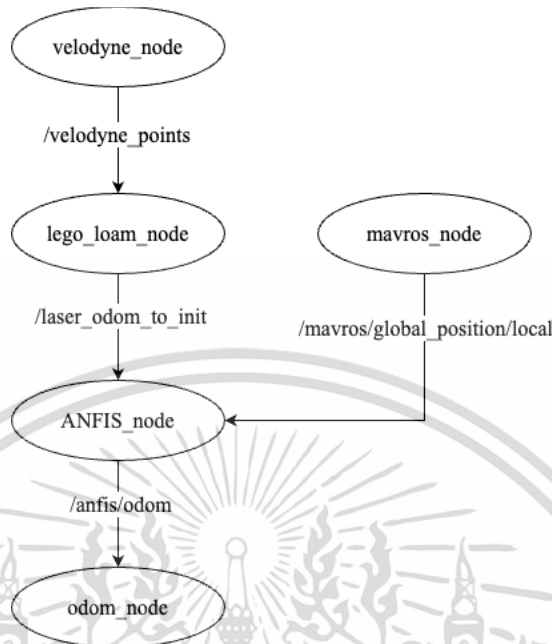 velodyne_node
/velodyne_points
lego_loam_node
mavros_node
/laser_odom_to_init
/mavros/global_position/local
ANFIS_node
/anfis/odom
odom_node